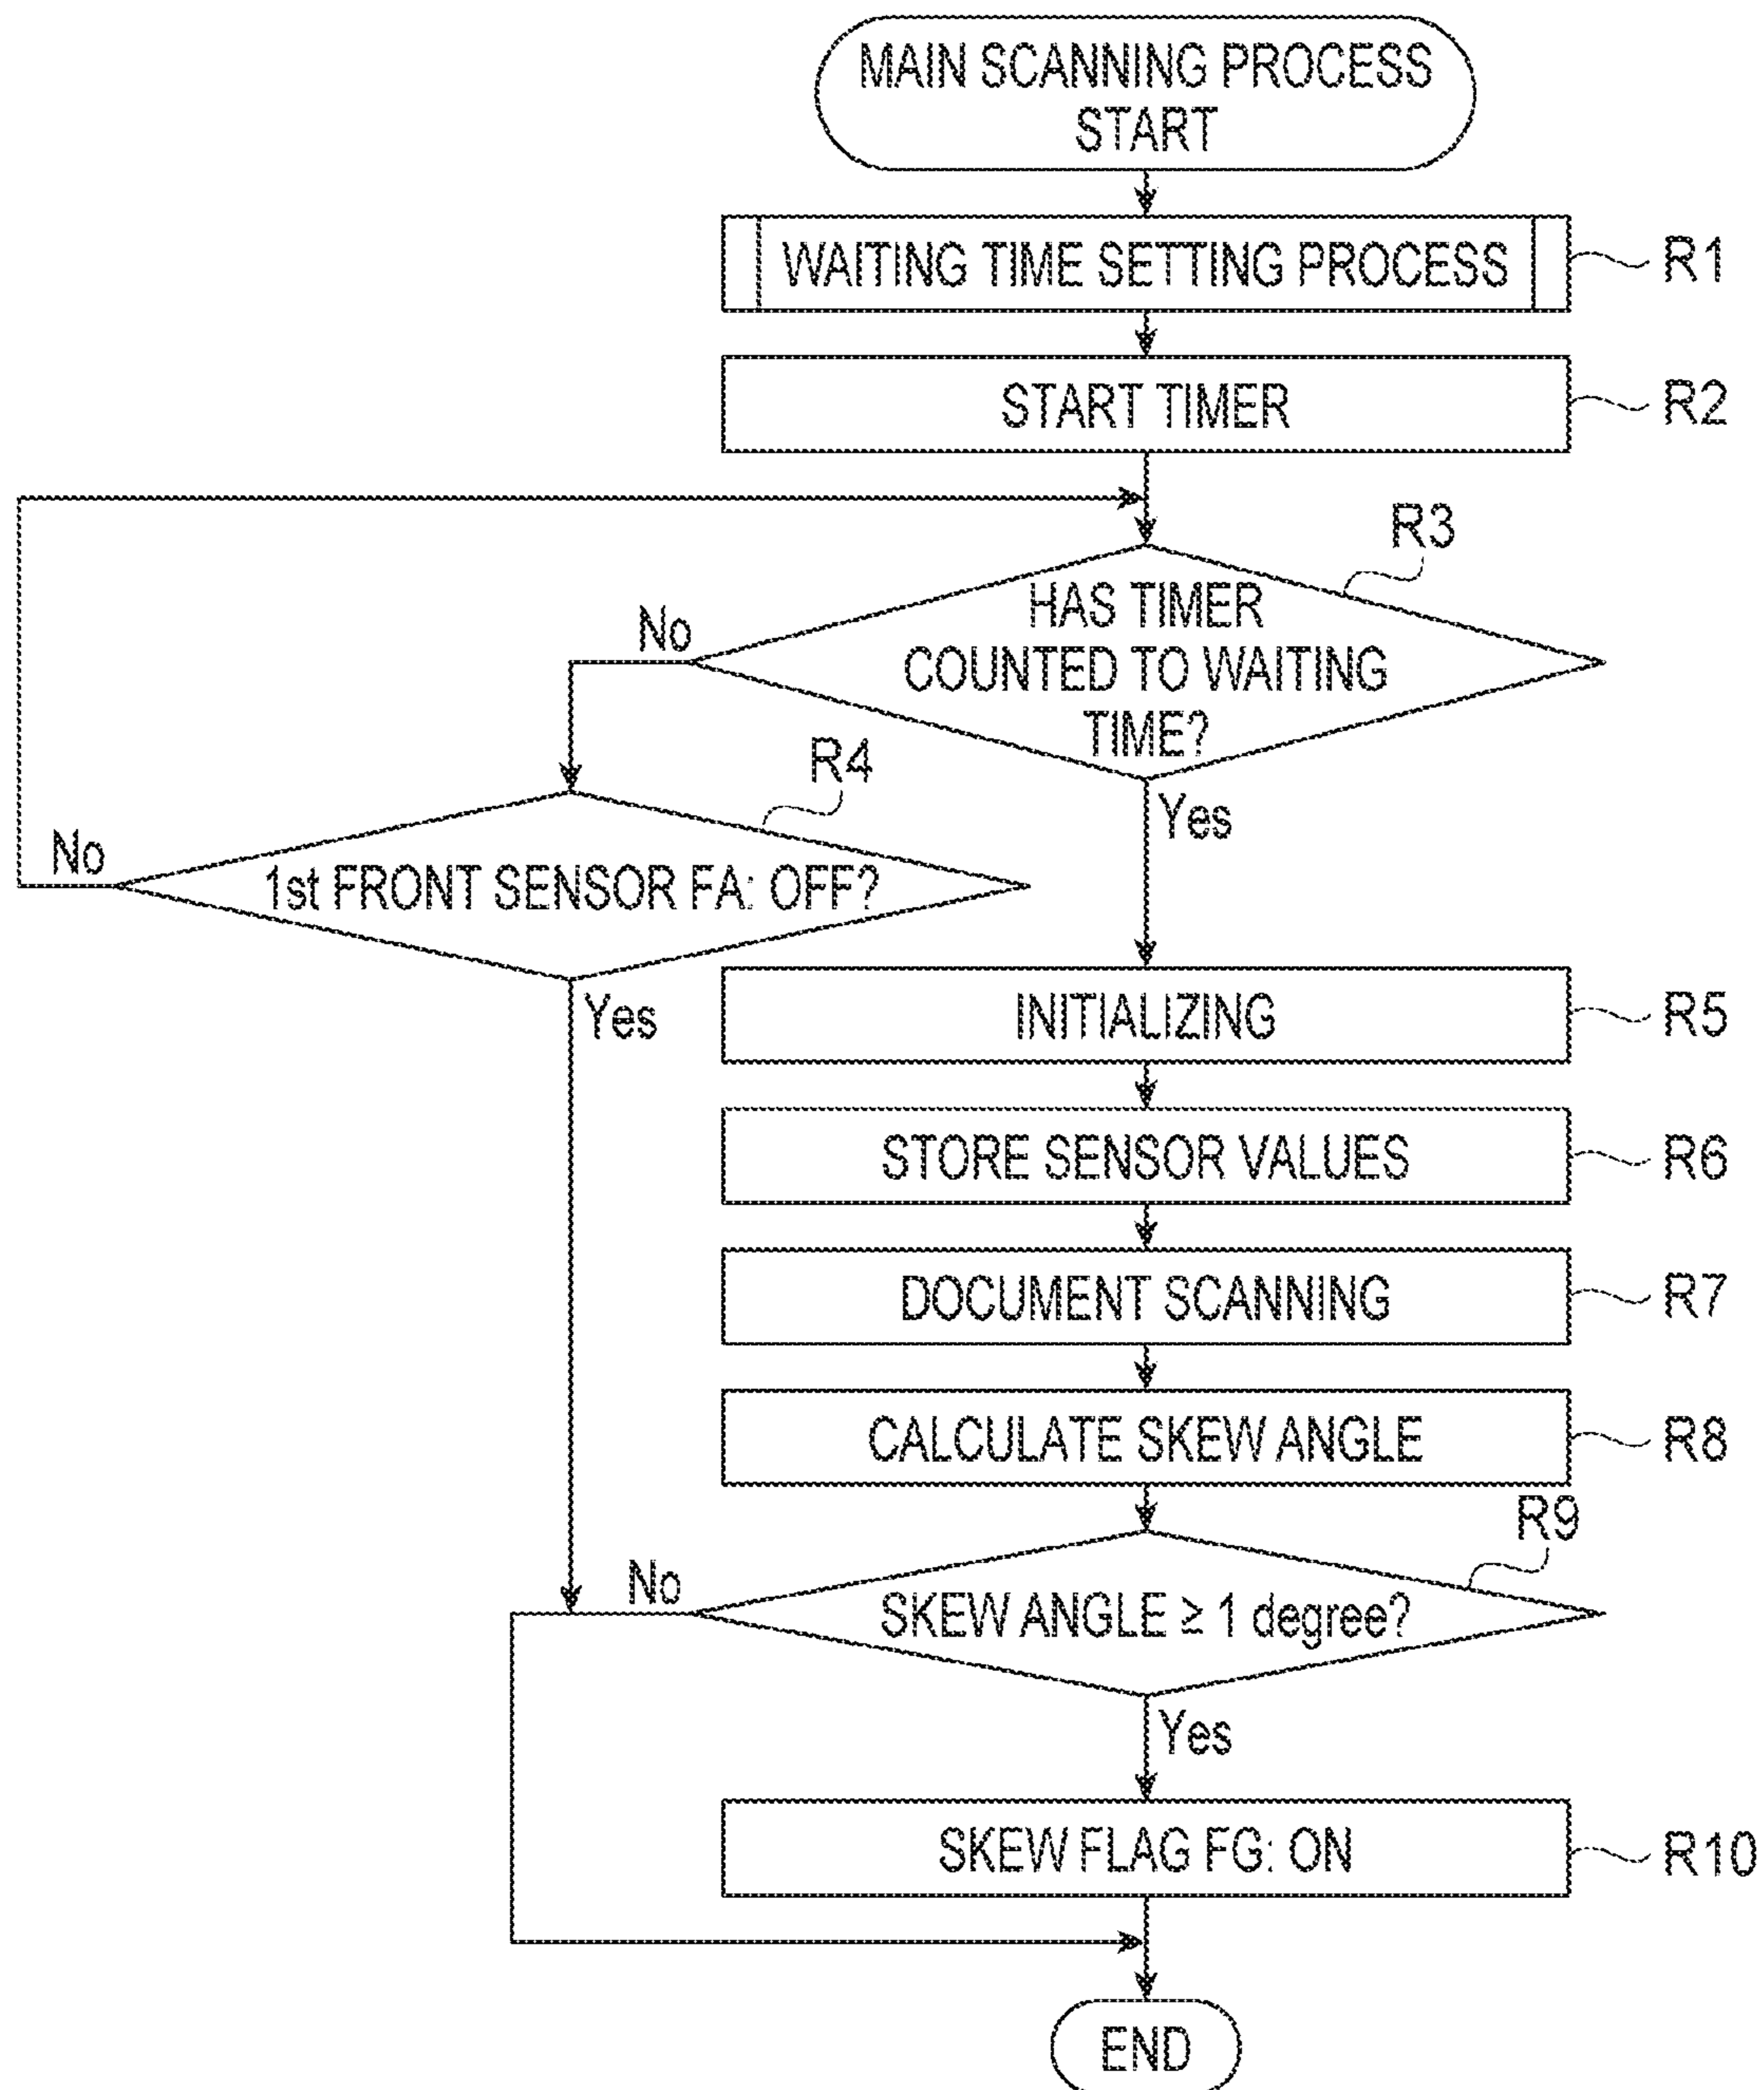 MAIN SCANNING PROCESS
START
WAITING TIME SETTING PROCESS
R1
START TIMER
R2
R3
HAS TIMER
COUNTED TO WAITING
TIME?
No
Yes
R4
1st FRONT SENSOR FA: OFF?
No
Yes
INITIALIZING
R5
STORE SENSOR VALUES
R6
DOCUMENT SCANNING
R7
CALCULATE SKEW ANGLE
R8
R9
SKEW ANGLE ≧ 1 degree?
No
Yes
SKEW FLAG FG: ON
R10
END